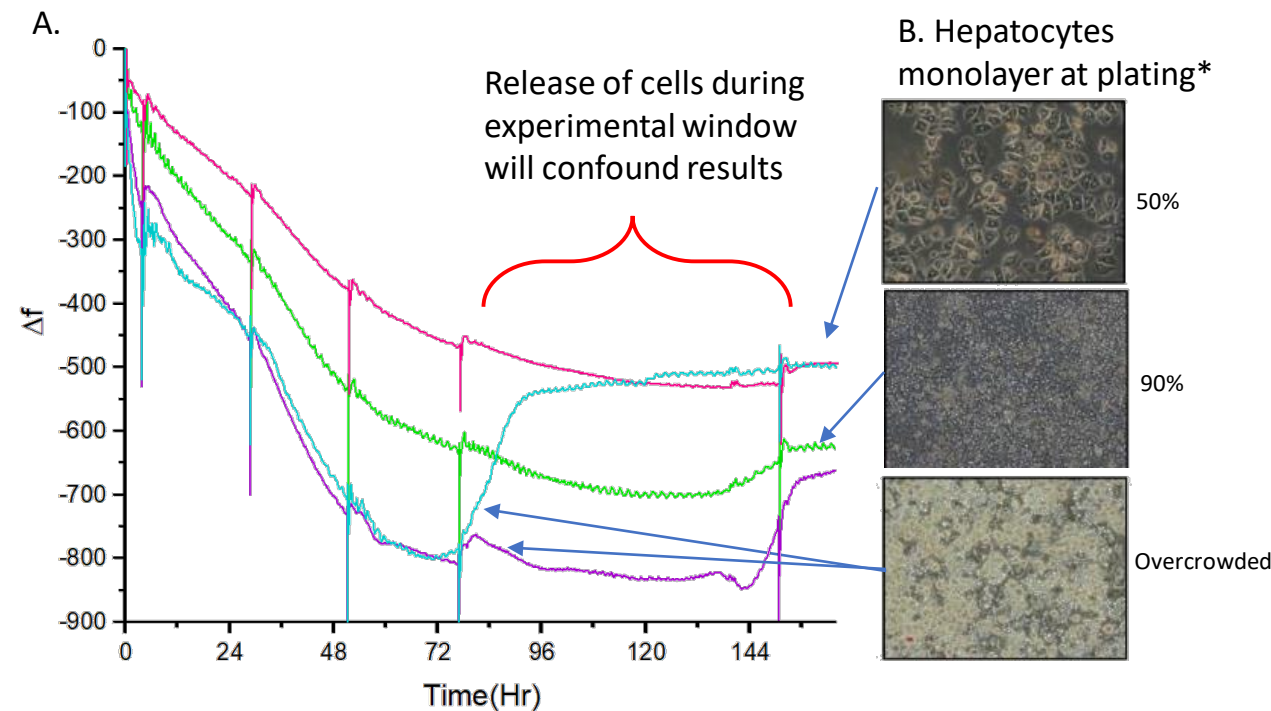 A.
0
-100
-200
-300
-400
-500
-600
-700
-800
-900
Δf
0 24 48 72 96 120 144
Time(Hr)
Release of cells during
experimental window
will confound results
B. Hepatocytes
monolayer at plating*
50%
90%
Overcrowded